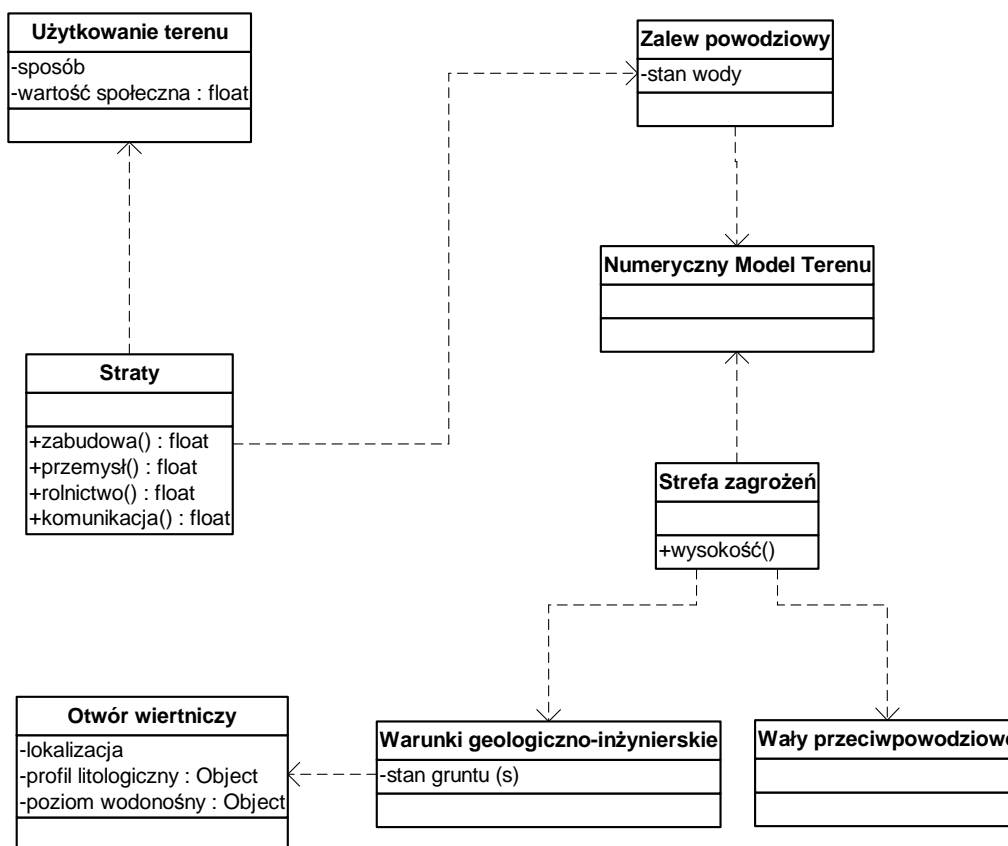 Użytkowanie terenu
-sposób
-wartość społeczna : float
Zalew powodziowy
-stan wody
Numeryczny Model Terenu
Straty
+zabudowa() : float
+przemysł() : float
+rolnictwo() : float
+komunikacja() : float
Strefa zagrożeń
+wysokość()
Otwór wiertniczy
-lokalizacja
-profil litologiczny : Object
-poziom wodonośny : Object
Warunki geologiczno-inżynierskie
-stan gruntu (s)
Wały przeciwpowodziowe